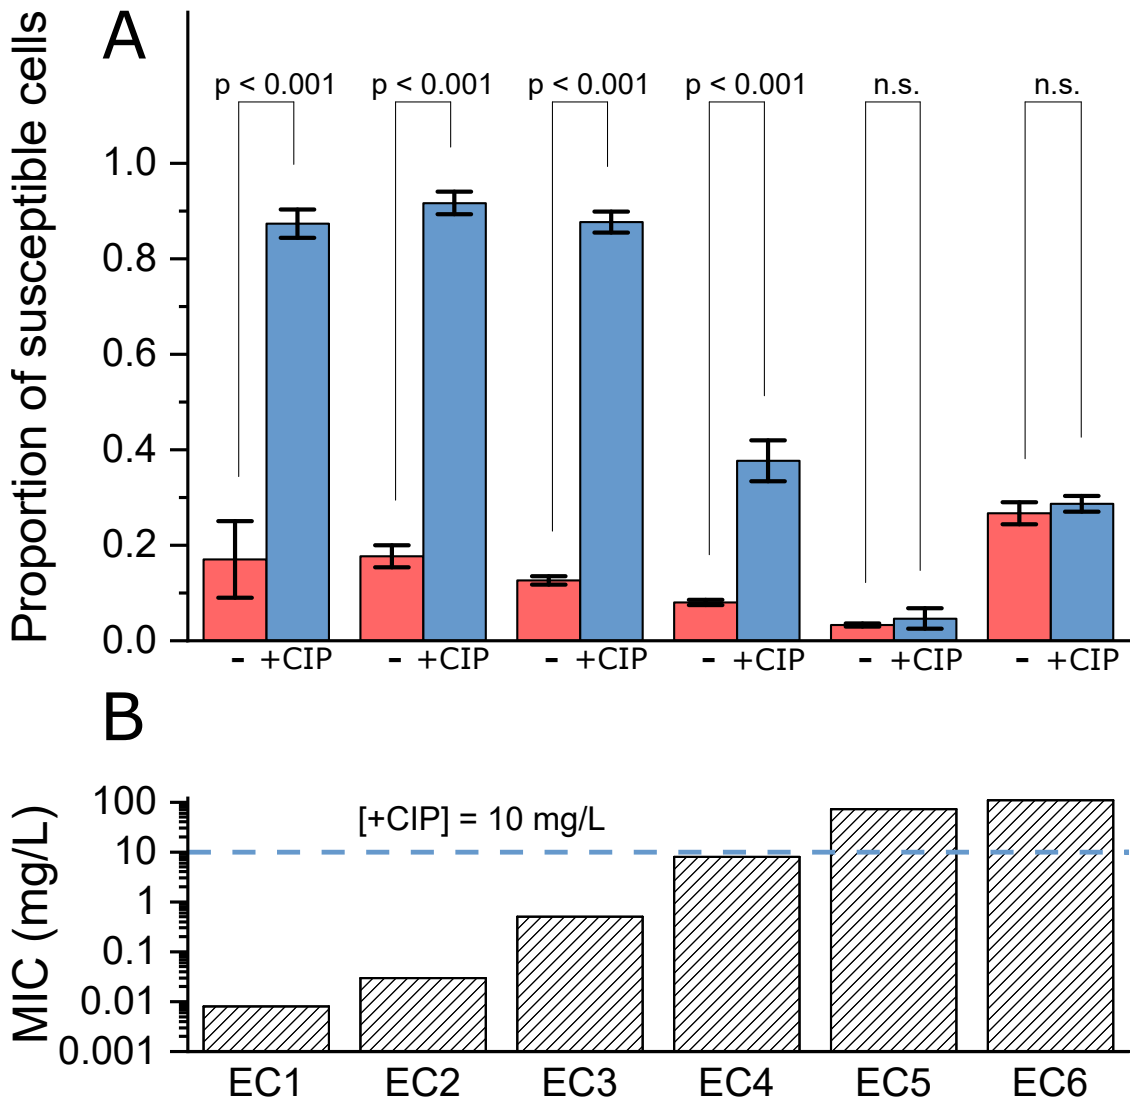 A
p < 0.001 p < 0.001 p < 0.001 p < 0.001 n.s. n.s.
Proportion of susceptible cells
1.0
0.8
0.6
0.4
0.2
0.0
- +CIP - +CIP - +CIP - +CIP - +CIP - +CIP
B
[+CIP] = 10 mg/L
MIC (mg/L)
100
10
1
0.1
0.01
0.001
EC1 EC2 EC3 EC4 EC5 EC6